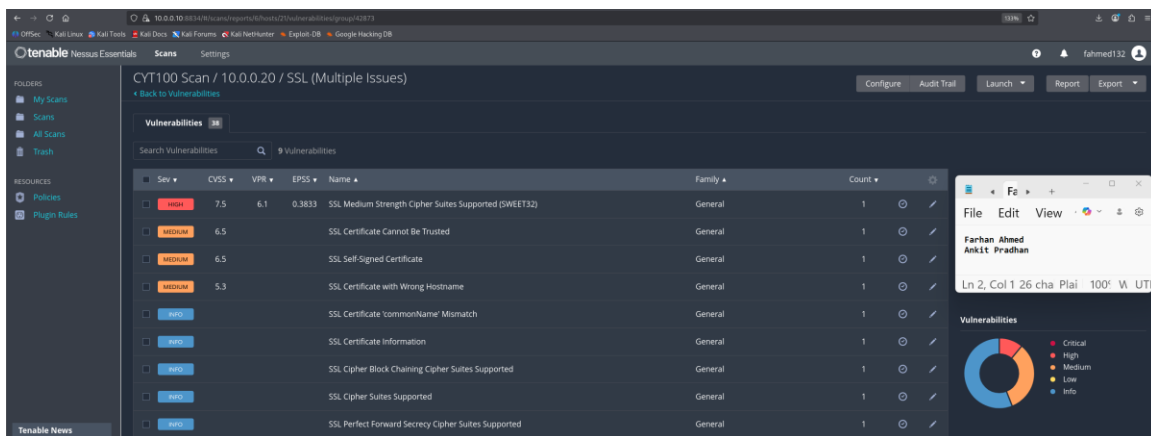 10.0.0.10:8834/#/scans/reports/6/hosts/21/vulnerabilities/group/42873
133%
OffSec Kali Linux Kali Tools Kali Docs Kali Forums Kali NetHunter Exploit-DB Google Hacking DB
tenable Nessus Essentials Scans Settings fahmed132
FOLDERS
My Scans
Scans
All Scans
Trash
RESOURCES
Policies
Plugin Rules
Tenable News
CYT100 Scan / 10.0.0.20 / SSL (Multiple Issues)
Back to Vulnerabilities
Configure Audit Trail Launch Report Export
Vulnerabilities 38
Search Vulnerabilities 9 Vulnerabilities
Sev CVSS VPR EPSS Name Family Count
HIGH 7.5 6.1 0.3833 SSL Medium Strength Cipher Suites Supported (SWEET32) General 1
MEDIUM 6.5 SSL Certificate Cannot Be Trusted General 1
MEDIUM 6.5 SSL Self-Signed Certificate General 1
MEDIUM 5.3 SSL Certificate with Wrong Hostname General 1
INFO SSL Certificate 'commonName' Mismatch General 1
INFO SSL Certificate Information General 1
INFO SSL Cipher Block Chaining Cipher Suites Supported General 1
INFO SSL Cipher Suites Supported General 1
INFO SSL Perfect Forward Secrecy Cipher Suites Supported General 1
Fa
File Edit View
Farhan Ahmed
Ankit Pradhan
Ln 2, Col 1 26 cha Plai 100% W UTI
Vulnerabilities
Critical
High
Medium
Low
Info